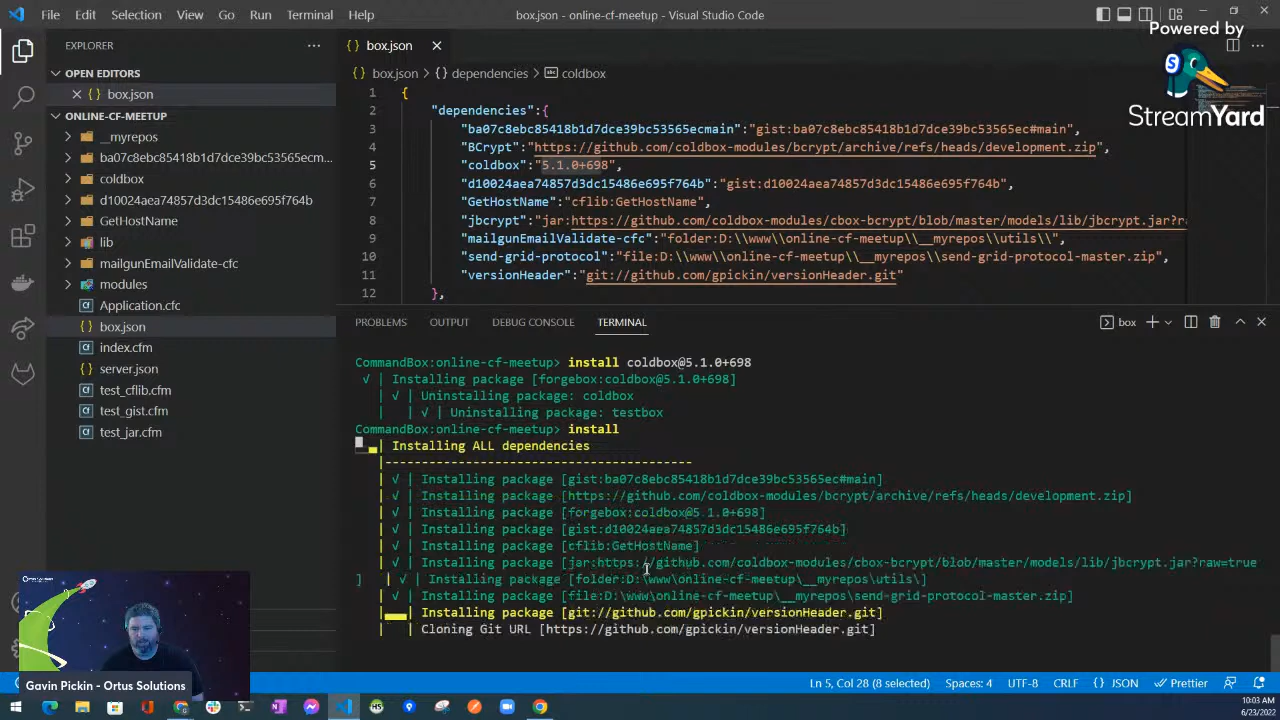 File Edit Selection View Go Run Terminal Help
box.json - online-cf-meetup - Visual Studio Code
Powered by
StreamYard
EXPLORER
OPEN EDITORS
box.json
ONLINE-CF-MEETUP
__myrepos
ba07c8ebc85418b1d7dce39bc53565ecm...
coldbox
d10024aea74857d3dc15486e695f764b
GetHostName
lib
mailgunEmailValidate-cfc
modules
Application.cfc
box.json
index.cfm
server.json
test_cflib.cfm
test_gist.cfm
test_jar.cfm
box.json
box.json > {} dependencies > coldbox
1 {
2 "dependencies":{
3 "ba07c8ebc85418b1d7dce39bc53565ecmain":"gist:ba07c8ebc85418b1d7dce39bc53565ec#main",
4 "BCrypt":"https://github.com/coldbox-modules/bcrypt/archive/refs/heads/development.zip",
5 "coldbox":"5.1.0+698",
6 "d10024aea74857d3dc15486e695f764b":"gist:d10024aea74857d3dc15486e695f764b",
7 "GetHostName":"cflib:GetHostName",
8 "jbcrypt":"jar:https://github.com/coldbox-modules/cbox-bcrypt/blob/master/models/lib/jbcrypt.jar?r
9 "mailgunEmailValidate-cfc":"folder:D:\\www\\online-cf-meetup\\__myrepos\\utils\\",
10 "send-grid-protocol":"file:D:\\www\\online-cf-meetup\\__myrepos\\send-grid-protocol-master.zip",
11 "versionHeader":"git://github.com/gpickin/versionHeader.git"
12 },
PROBLEMS OUTPUT DEBUG CONSOLE TERMINAL
box
CommandBox:online-cf-meetup> install coldbox@5.1.0+698
√ | Installing package [forgebox:coldbox@5.1.0+698]
| √ | Uninstalling package: coldbox
| | √ | Uninstalling package: testbox
CommandBox:online-cf-meetup> install
| Installing ALL dependencies
|------------------------------------------
| √ | Installing package [gist:ba07c8ebc85418b1d7dce39bc53565ec#main]
| √ | Installing package [https://github.com/coldbox-modules/bcrypt/archive/refs/heads/development.zip]
| √ | Installing package [forgebox:coldbox@5.1.0+698]
| √ | Installing package [gist:d10024aea74857d3dc15486e695f764b]
| √ | Installing package [cflib:GetHostName]
| √ | Installing package [jar:https://github.com/coldbox-modules/cbox-bcrypt/blob/master/models/lib/jbcrypt.jar?raw=true
] | √ | Installing package [folder:D:\www\online-cf-meetup\__myrepos\utils\]
| √ | Installing package [file:D:\www\online-cf-meetup\__myrepos\send-grid-protocol-master.zip]
| Installing package [git://github.com/gpickin/versionHeader.git]
| Cloning Git URL [https://github.com/gpickin/versionHeader.git]
Gavin Pickin - Ortus Solutions
Ln 5, Col 28 (8 selected) Spaces: 4 UTF-8 CRLF {} JSON Prettier
10:03 AM
6/23/2022